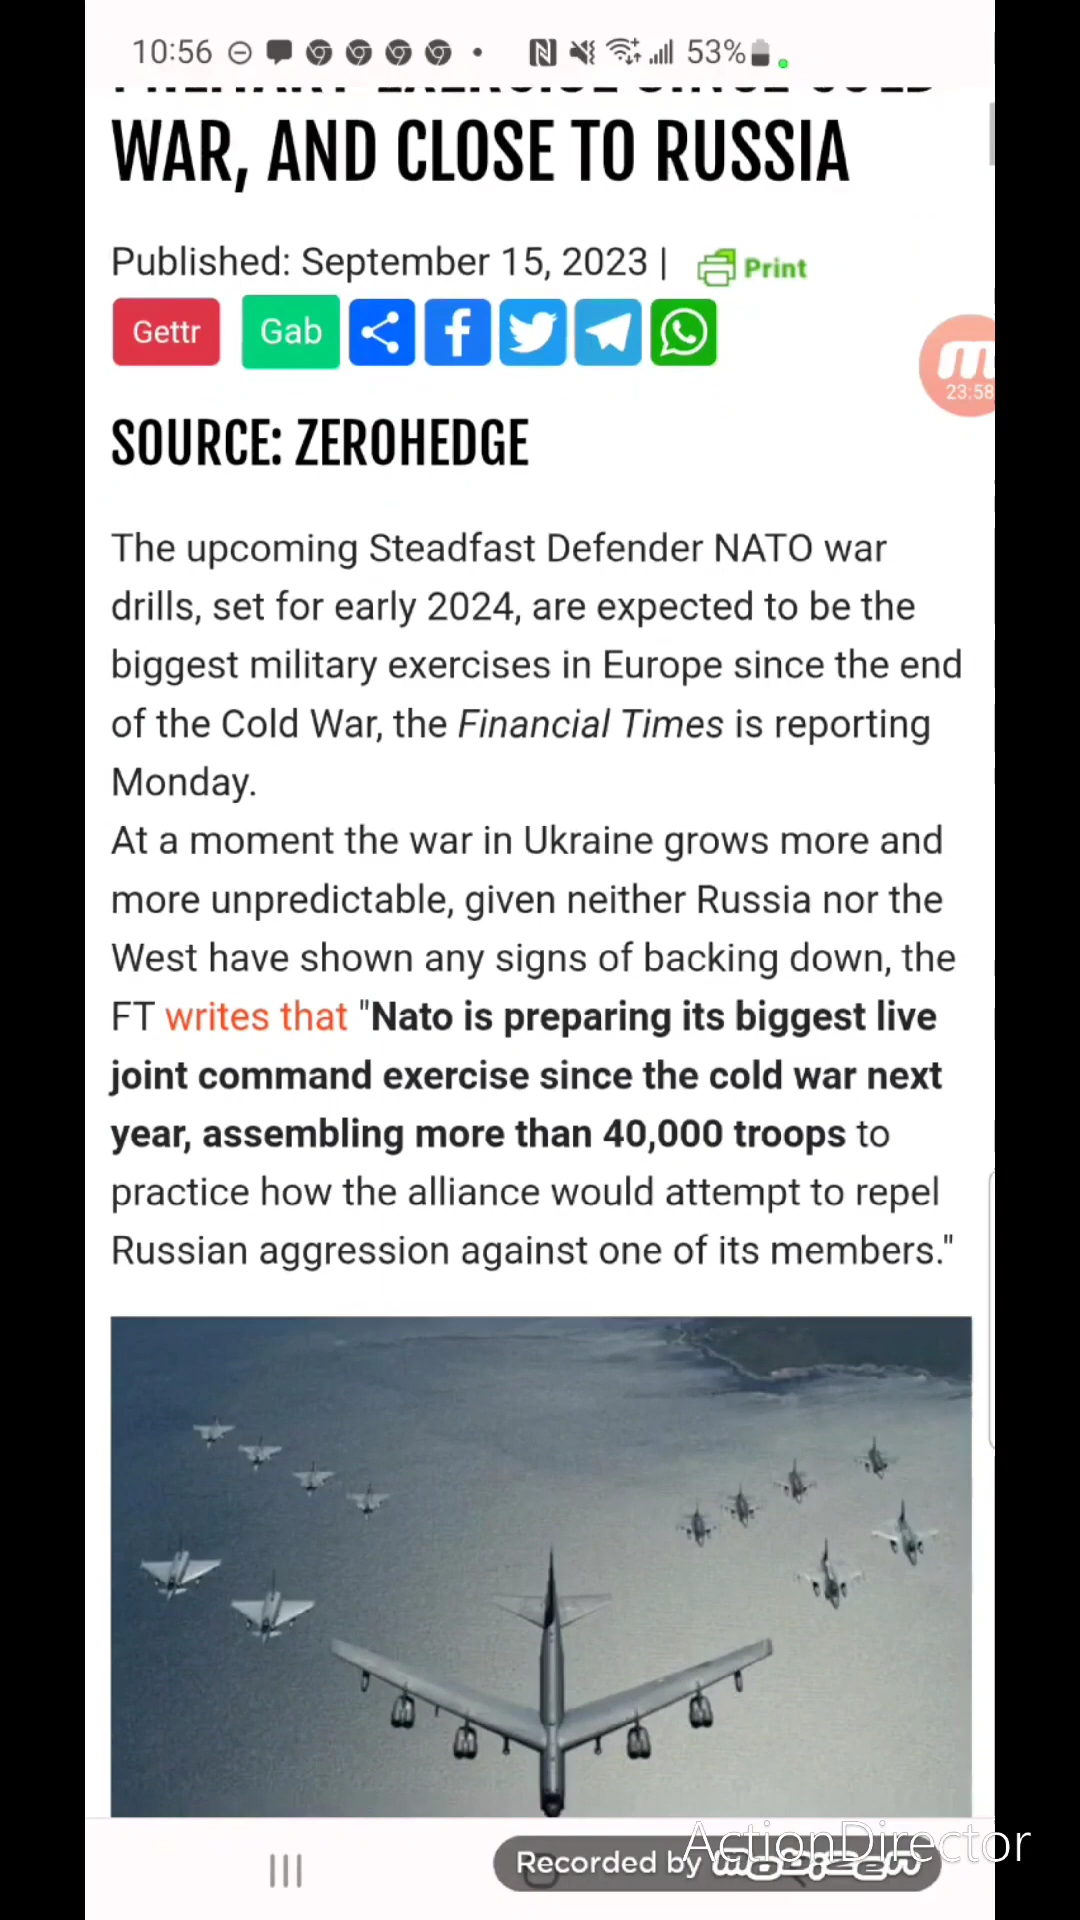 10:56
53%
WAR, AND CLOSE TO RUSSIA
Published: September 15, 2023 |
Print
Gettr
Gab
23:58
SOURCE: ZEROHEDGE
The upcoming Steadfast Defender NATO war
drills, set for early 2024, are expected to be the
biggest military exercises in Europe since the end
of the Cold War, the Financial Times is reporting
Monday.
At a moment the war in Ukraine grows more and
more unpredictable, given neither Russia nor the
West have shown any signs of backing down, the
FT writes that "Nato is preparing its biggest live
joint command exercise since the cold war next
year, assembling more than 40,000 troops to
practice how the alliance would attempt to repel
Russian aggression against one of its members."
ActionDirector
Recorded by mobizen